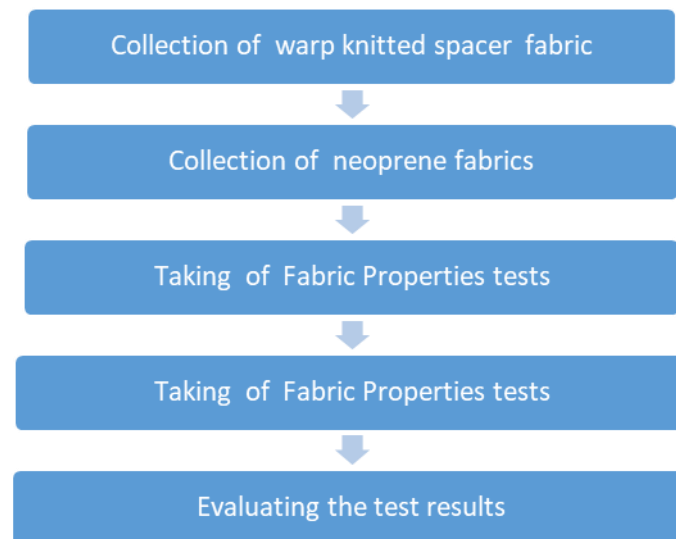 Collection of warp knitted spacer fabric
Collection of neoprene fabrics
Taking of Fabric Properties tests
Taking of Fabric Properties tests
Evaluating the test results